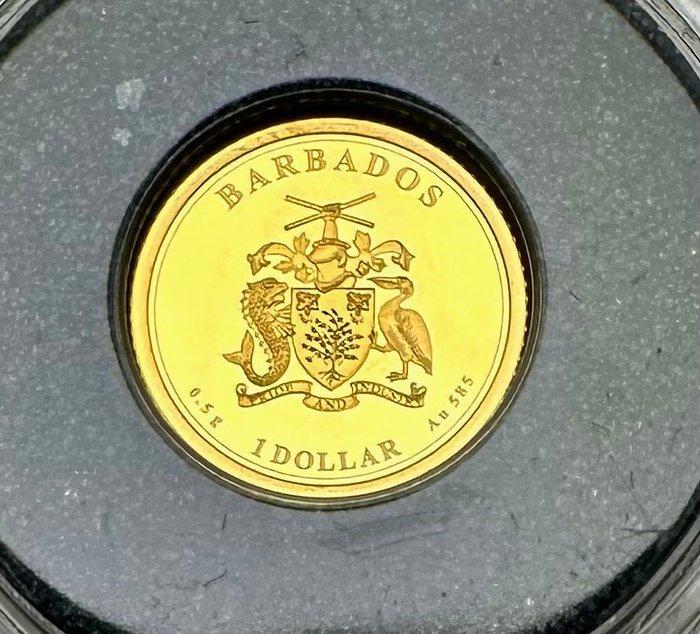 BARBADOS
PRIDE AND INDUSTRY
0.5 g
Au 585
1 DOLLAR